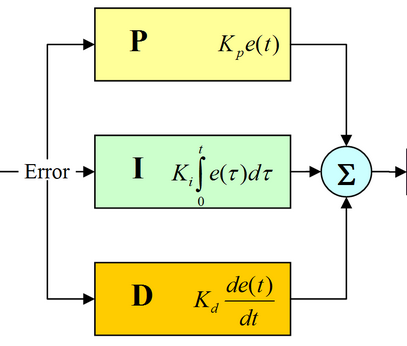 P K_p e(t)
Error
I K_i ∫_0^t e(τ)dτ
Σ
D K_d de(t)/dt